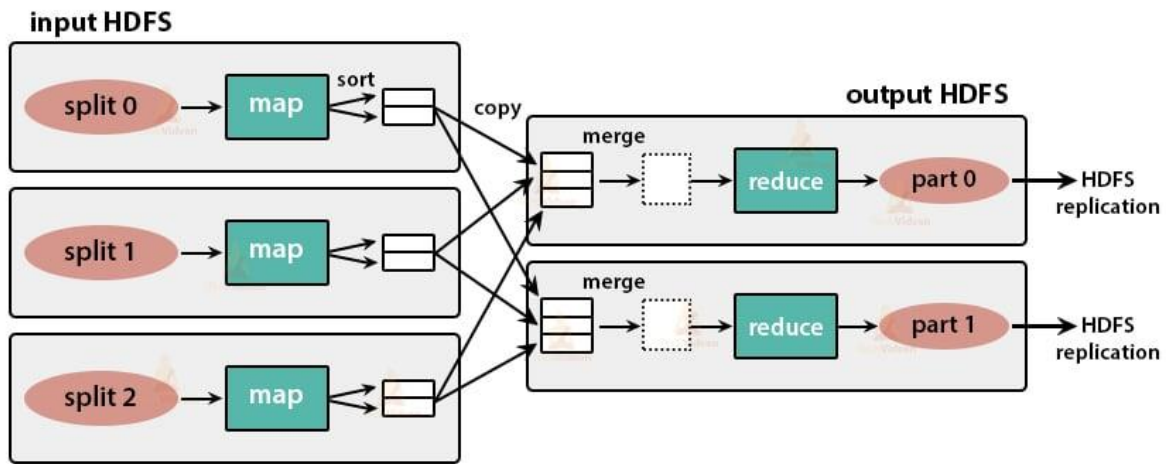 input HDFS
split 0
map
sort
copy
output HDFS
merge
reduce
part 0
HDFS
replication
split 1
map
merge
reduce
part 1
HDFS
replication
split 2
map